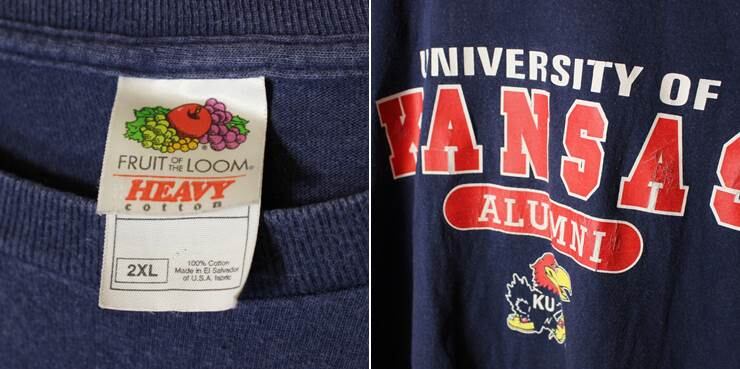 FRUIT OF THE LOOM®
HEAVY
cotton
2XL
100% Cotton
Made in El Salvador
of U.S.A. fabric
UNIVERSITY OF
KANSAS
ALUMNI
KU